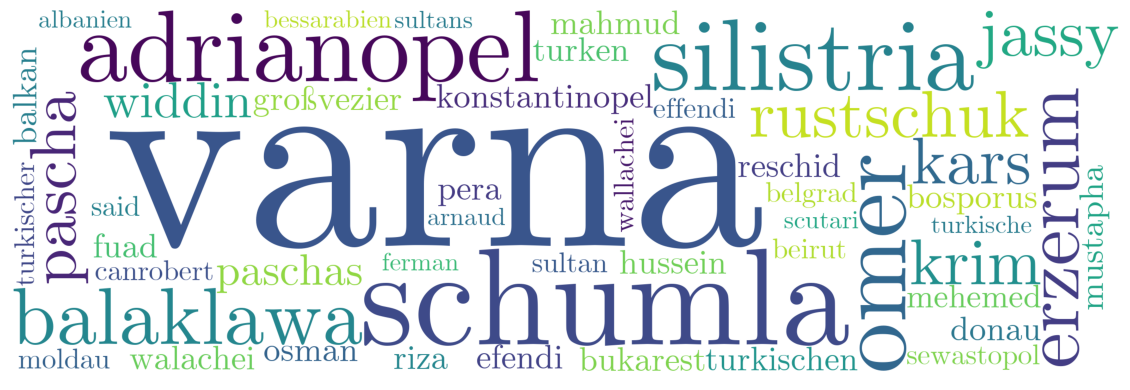 albanien
bessarabien
sultans
mahmud
jassy
adrianopel
turken
silistria
balkan
widdin
großvezier
konstantinopel
effendi
rustschuk
pascha
varna
wallachei
reschid
omer
kars
erzerum
turkischer
said
pera
arnaud
belgrad
bosporus
scutari
turkische
mustapha
fuad
canrobert
paschas
ferman
sultan
hussein
beirut
krim
balaklawa
schumla
mehemed
donau
moldau
walachei
osman
riza
efendi
bukarest
turkischen
sewastopol